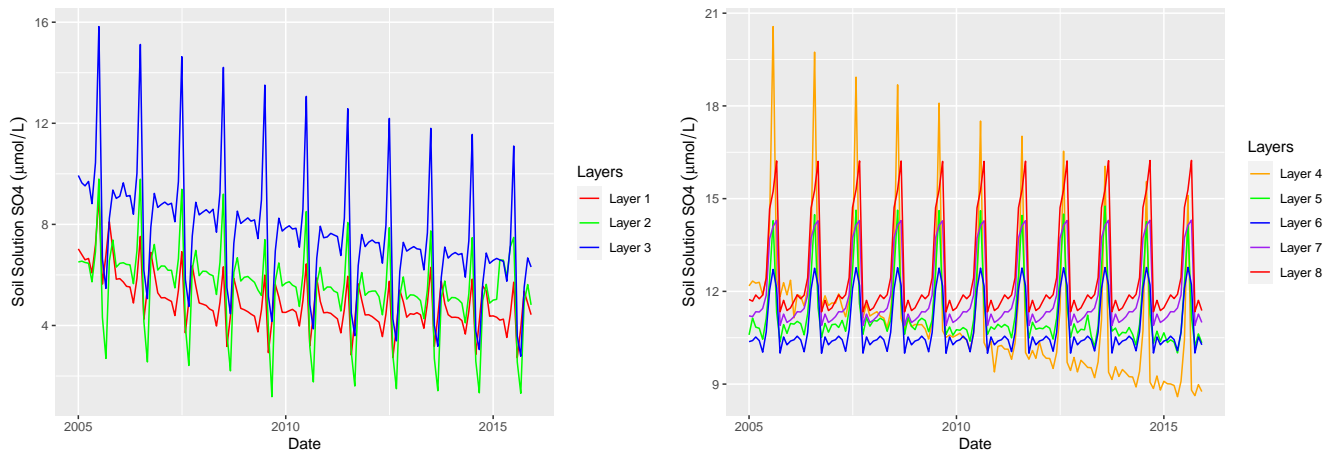 16
12
8
4
Soil Solution SO4 (μmol/L)
2005
2010
2015
Date
Layers
Layer 1
Layer 2
Layer 3
21
18
15
12
9
Soil Solution SO4 (μmol/L)
2005
2010
2015
Date
Layers
Layer 4
Layer 5
Layer 6
Layer 7
Layer 8